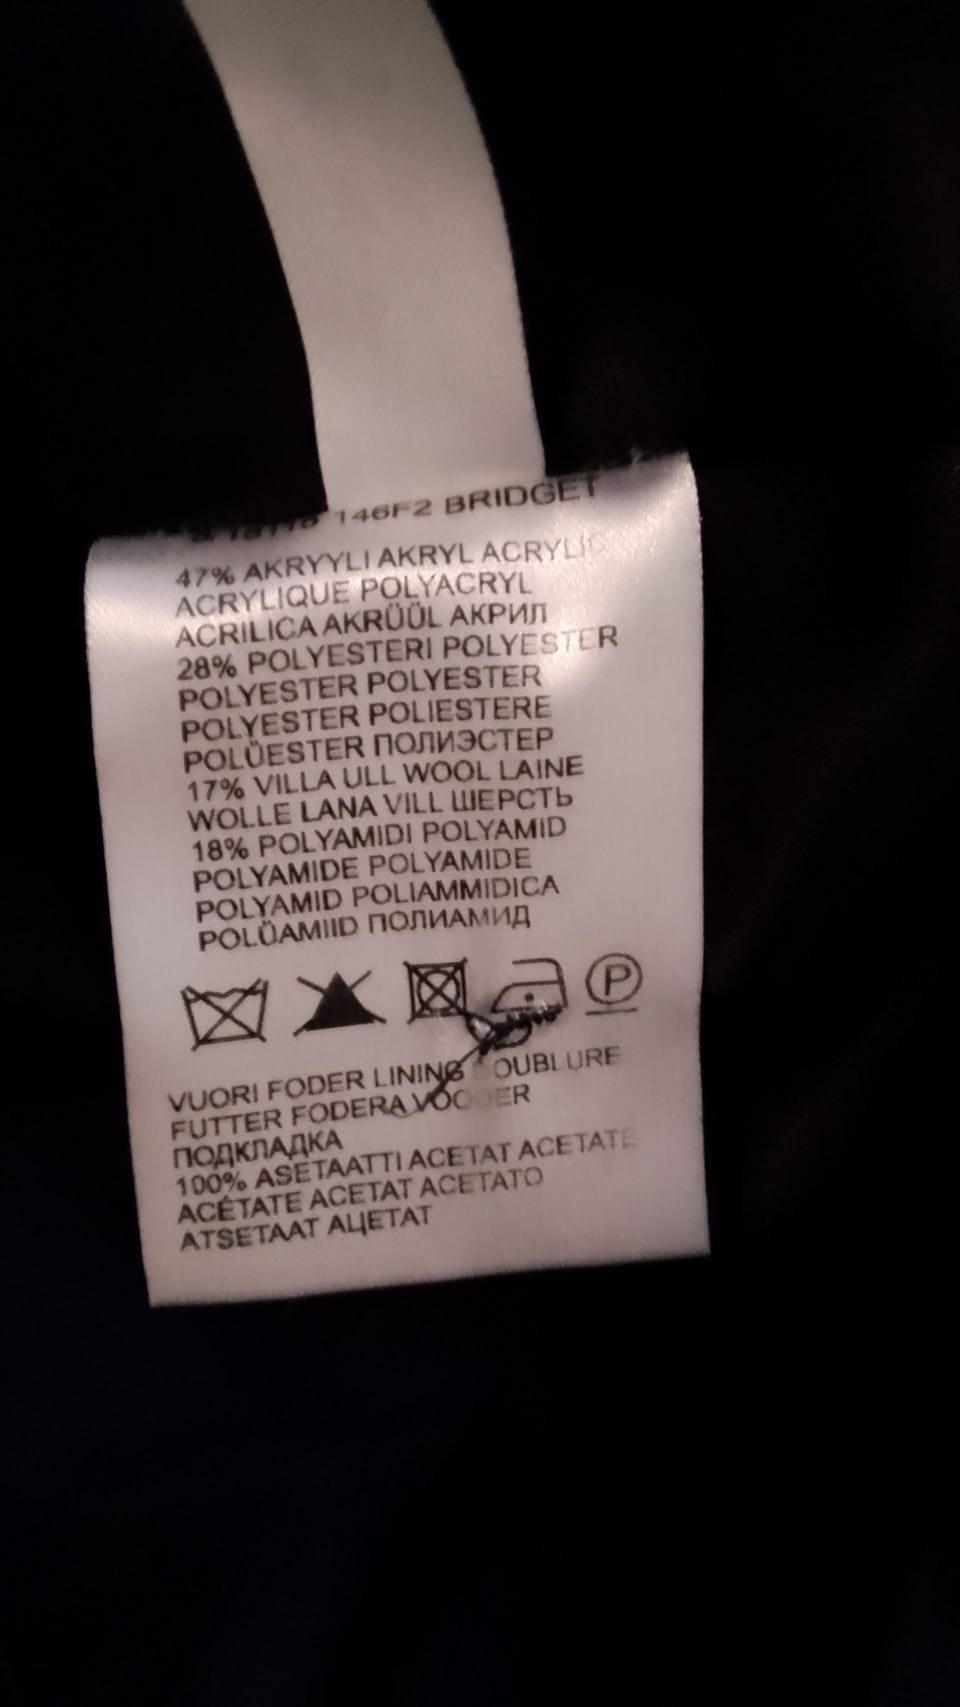 146F2 BRIDGET
47% AKRYYLI AKRYL ACRYLIC
ACRYLIQUE POLYACRYL
ACRILICA AKRÜÜL АКРИЛ
28% POLYESTERI POLYESTER
POLYESTER POLYESTER
POLYESTER POLIESTERE
POLÜESTER ПОЛИЭСТЕР
17% VILLA ULL WOOL LAINE
WOLLE LANA VILL ШЕРСТЬ
18% POLYAMIDI POLYAMID
POLYAMIDE POLYAMIDE
POLYAMID POLIAMMIDICA
POLÜAMIID ПОЛИАМИД
P
VUORI FODER LINING DOUBLURE
FUTTER FODERA VOODER
ПОДКЛАДКА
100% ASETAATTI ACETAT ACETATE
ACÉTATE ACETAT ACETATO
ATSETAAT АЦЕТАТ